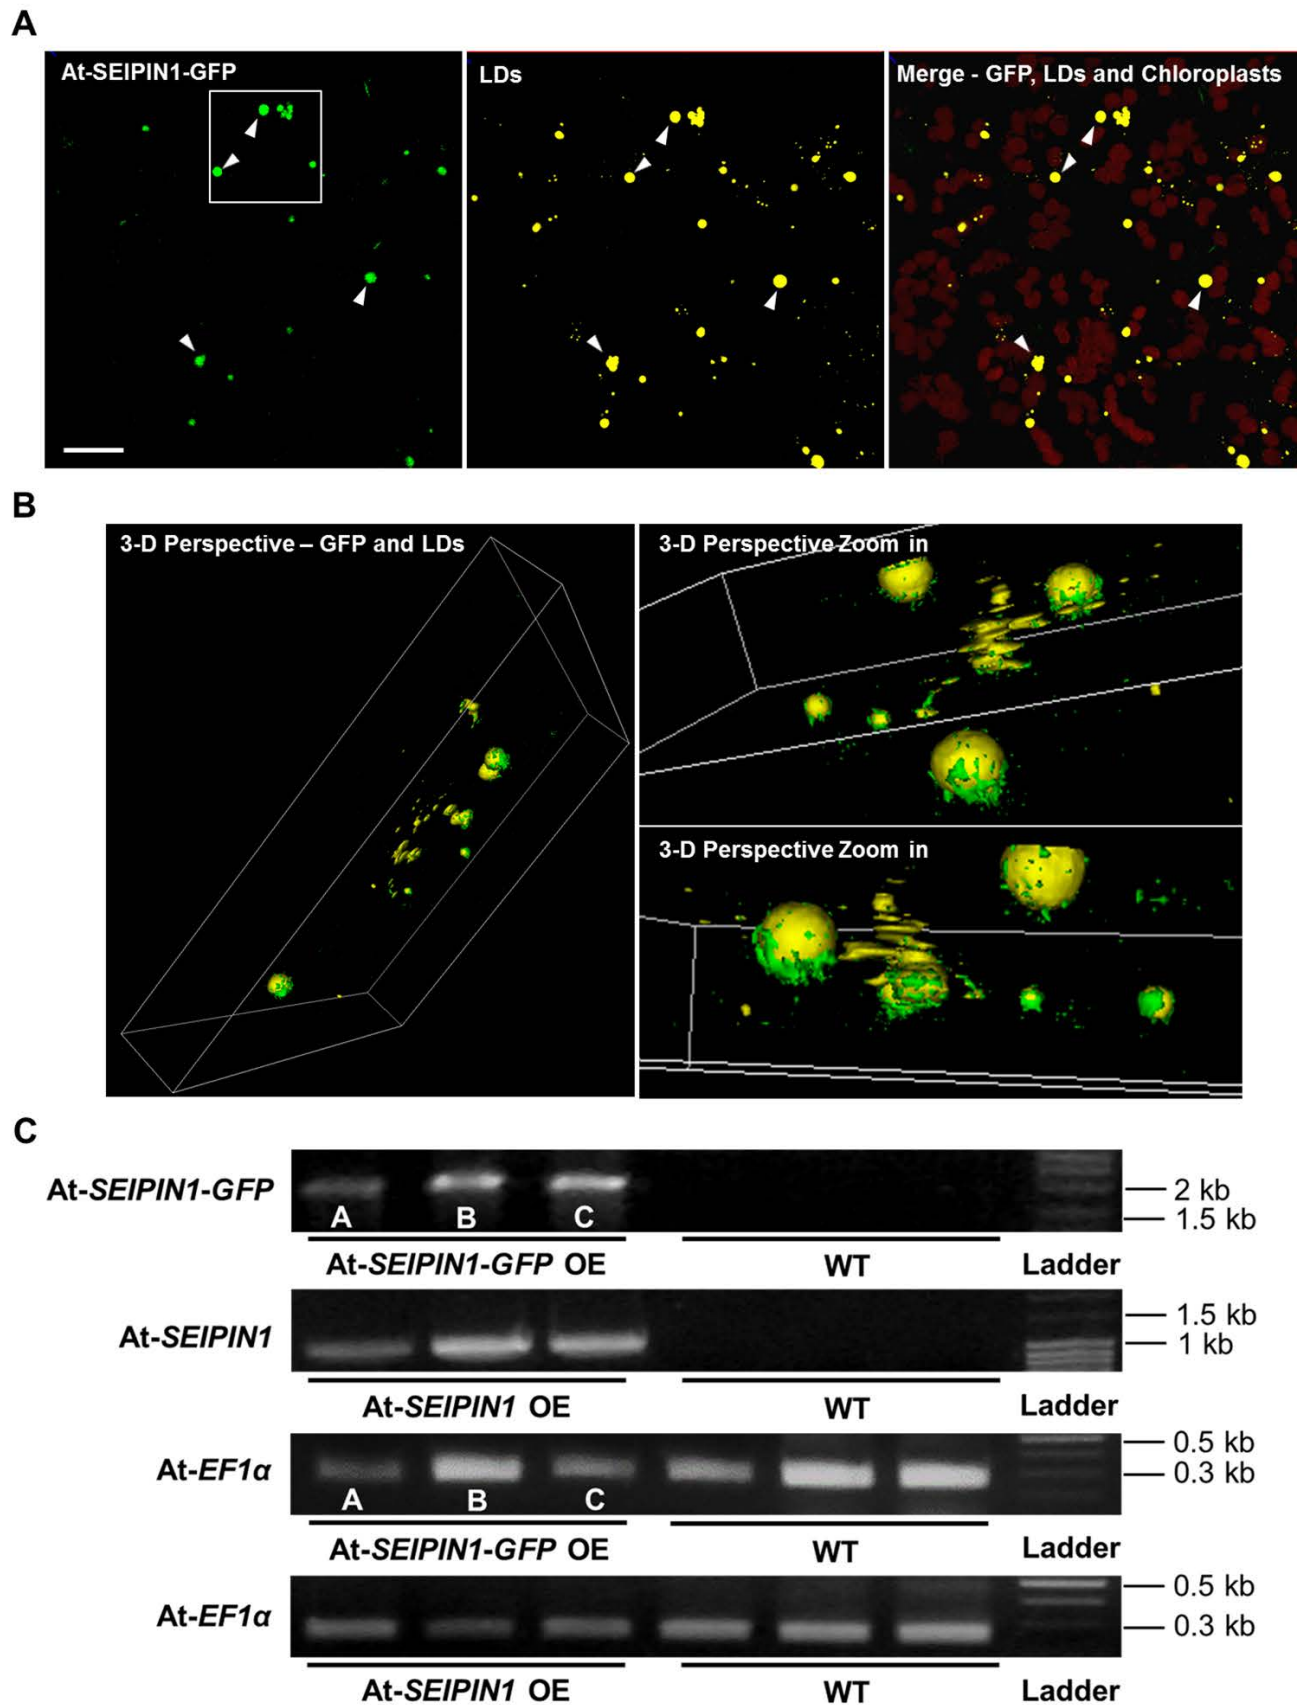 A
At-SEIPIN1-GFP
LDs
Merge - GFP, LDs and Chloroplasts
B
3-D Perspective – GFP and LDs
3-D Perspective Zoom in
3-D Perspective Zoom in
C
At-SEIPIN1-GFP
A B C
2 kb
1.5 kb
At-SEIPIN1-GFP OE WT Ladder
At-SEIPIN1
1.5 kb
1 kb
At-SEIPIN1 OE WT Ladder
At-EF1α
A B C
0.5 kb
0.3 kb
At-SEIPIN1-GFP OE WT Ladder
At-EF1α
0.5 kb
0.3 kb
At-SEIPIN1 OE WT Ladder